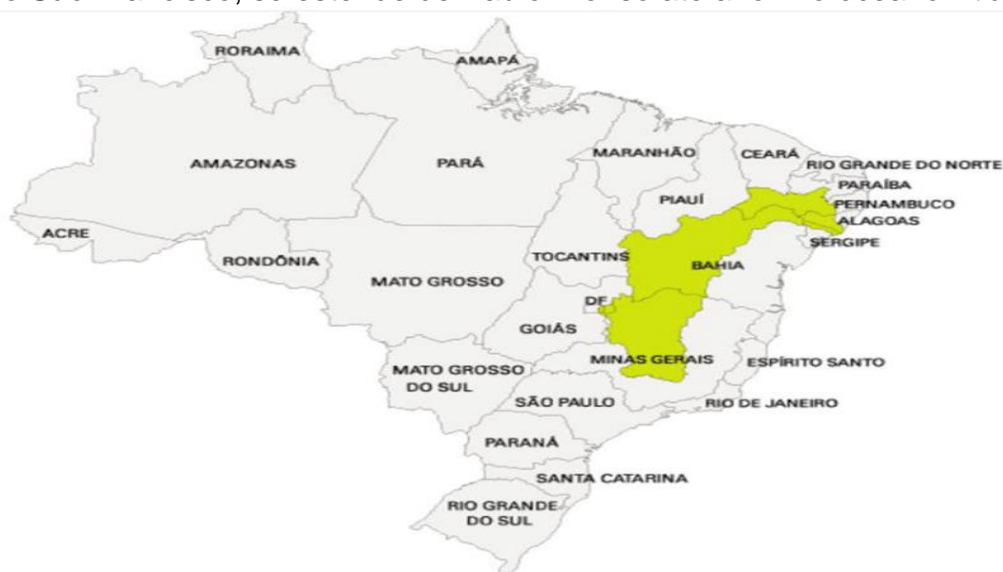 RORAIMA
AMAPÁ
AMAZONAS
PARÁ
MARANHÃO
CEARÁ
RIO GRANDE DO NORTE
PARAÍBA
PIAUÍ
PERNAMBUCO
ALAGOAS
SERGIPE
ACRE
RONDÔNIA
TOCANTINS
BAHIA
MATO GROSSO
DF
GOIÁS
MINAS GERAIS
ESPÍRITO SANTO
MATO GROSSO
DO SUL
SÃO PAULO
RIO DE JANEIRO
PARANÁ
SANTA CATARINA
RIO GRANDE
DO SUL